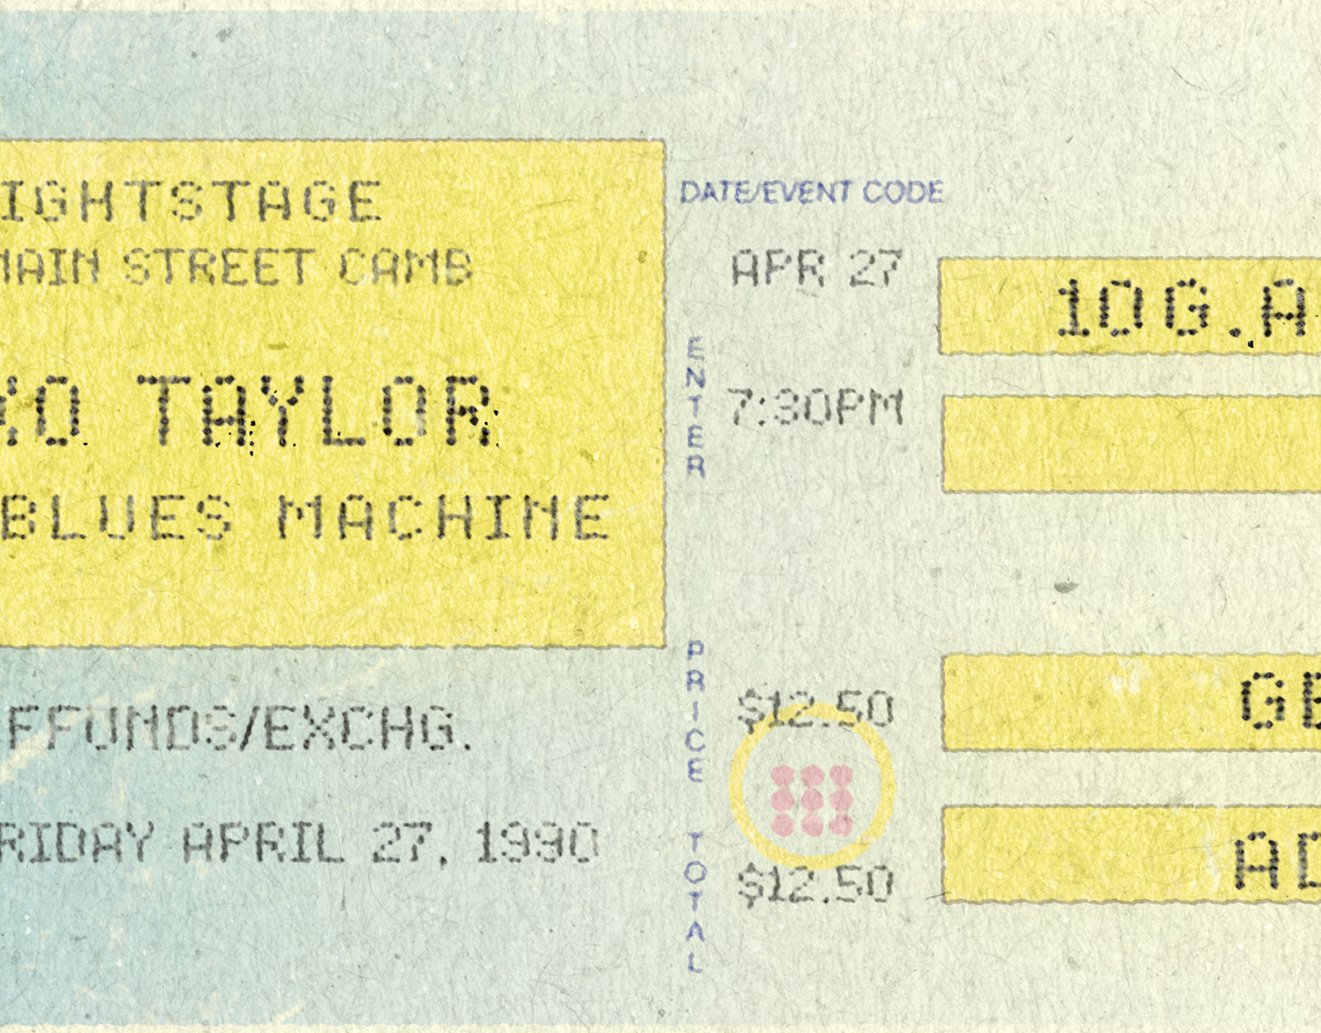 IGHTSTAGE
MAIN STREET CAMB
KO TAYLOR
BLUES MACHINE
FFUNDS/EXCHG.
RIDAY APRIL 27, 1990
DATE/EVENT CODE
APR 27
ENTER
7:30PM
PRICE
$12.50
TOTAL
$12.50
10G.A
GE
AD